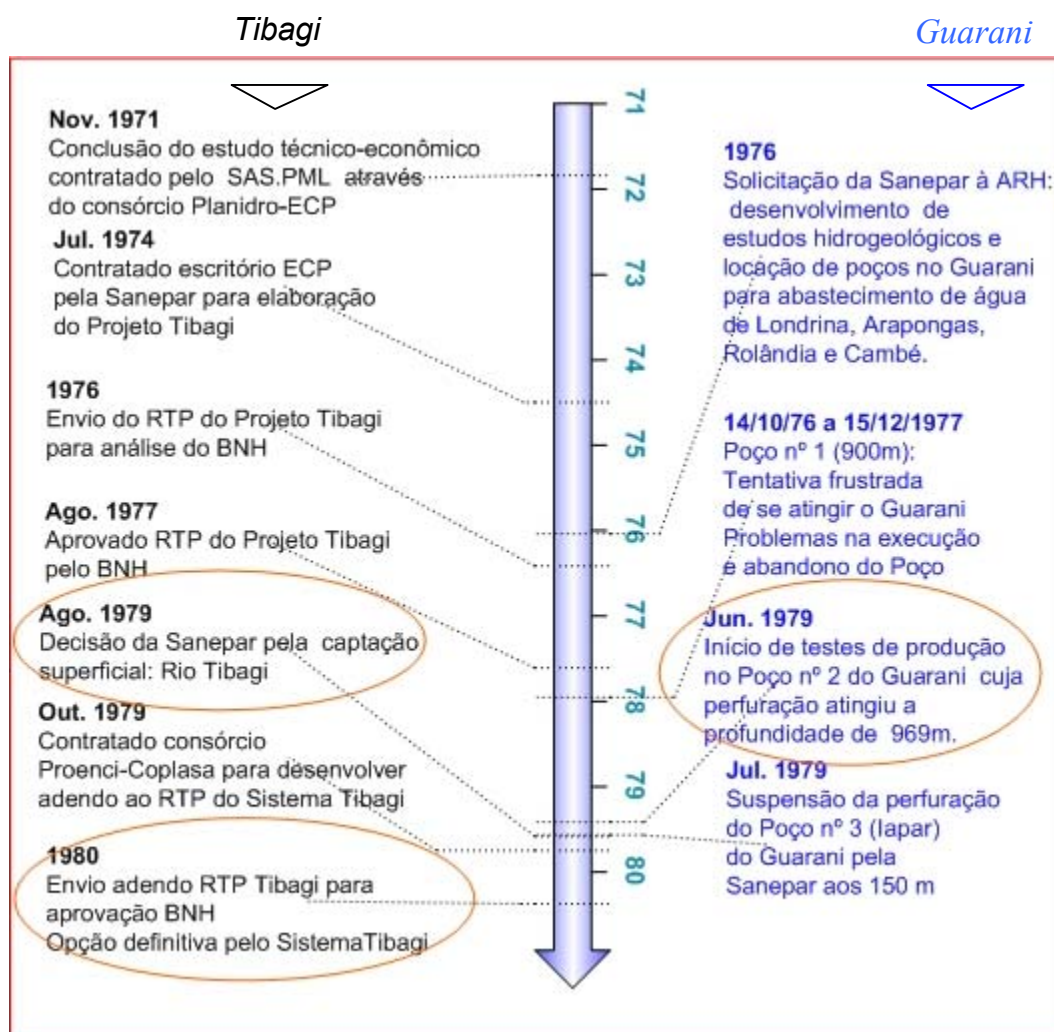 Tibagi
Guarani
Nov. 1971
Conclusão do estudo técnico-econômico
contratado pelo SAS.PML através
do consórcio Planidro-ECP
Jul. 1974
Contratado escritório ECP
pela Sanepar para elaboração
do Projeto Tibagi
1976
Envio do RTP do Projeto Tibagi
para análise do BNH
Ago. 1977
Aprovado RTP do Projeto Tibagi
pelo BNH
Ago. 1979
Decisão da Sanepar pela captação
superficial: Rio Tibagi
Out. 1979
Contratado consórcio
Proenci-Coplasa para desenvolver
adendo ao RTP do Sistema Tibagi
1980
Envio adendo RTP Tibagi para
aprovação BNH
Opção definitiva pelo SistemaTibagi
71
72
73
74
75
76
77
78
79
80
1976
Solicitação da Sanepar à ARH:
desenvolvimento de
estudos hidrogeológicos e
locação de poços no Guarani
para abastecimento de água
de Londrina, Arapongas,
Rolândia e Cambé.
14/10/76 a 15/12/1977
Poço nº 1 (900m):
Tentativa frustrada
de se atingir o Guarani
Problemas na execução
e abandono do Poço
Jun. 1979
Início de testes de produção
no Poço nº 2 do Guarani cuja
perfuração atingiu a
profundidade de 969m.
Jul. 1979
Suspensão da perfuração
do Poço nº 3 (Iapar)
do Guarani pela
Sanepar aos 150 m